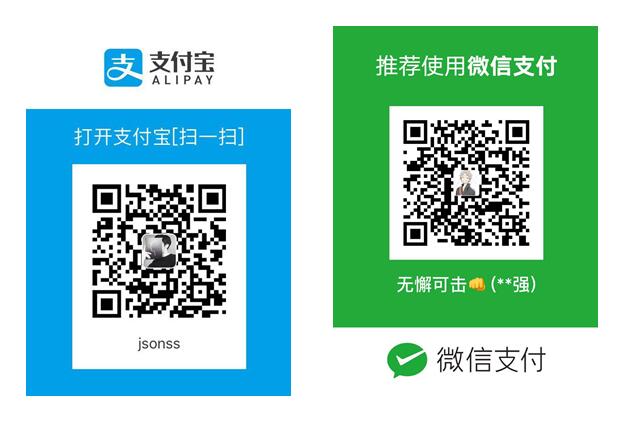 支付宝
ALIPAY
打开支付宝[扫一扫]
jsonss
推荐使用微信支付
无懈可击👊 (**强)
微信支付